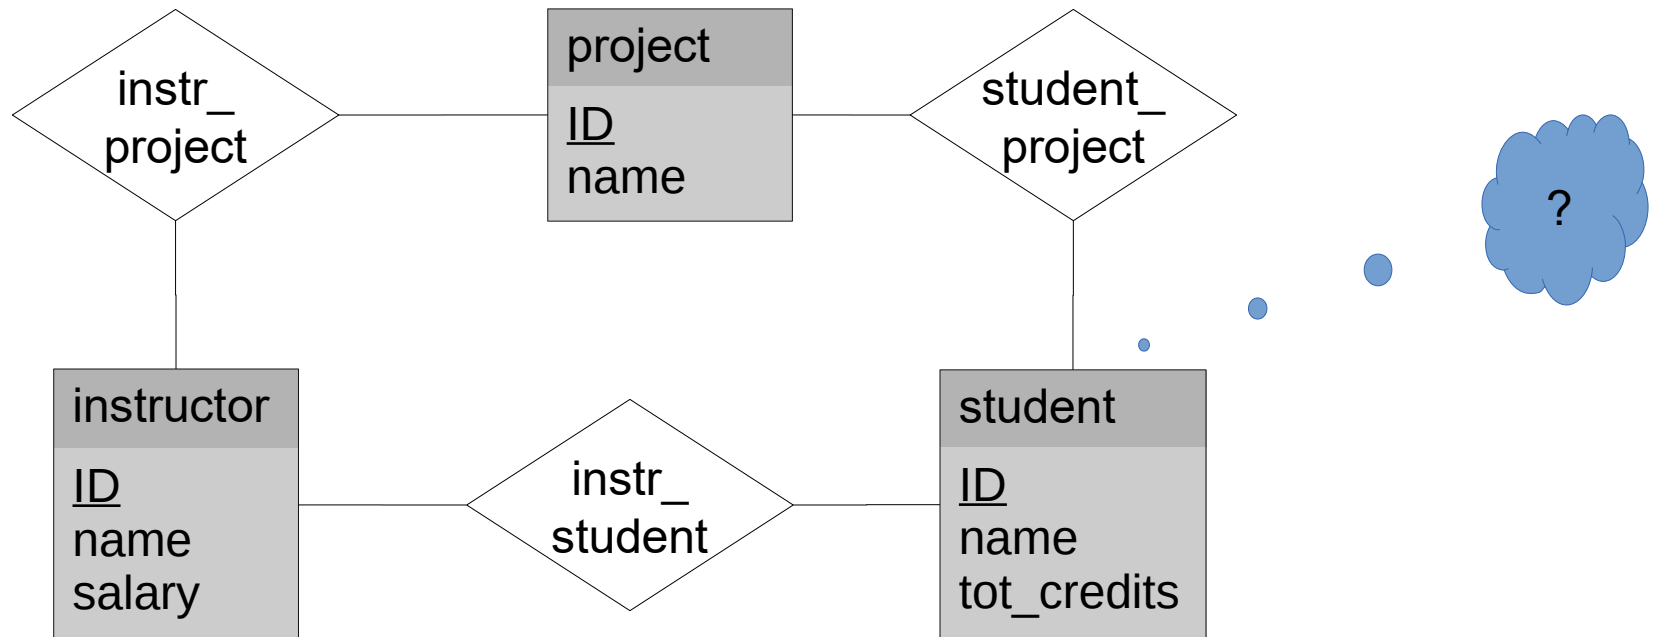 instr_
project
project
ID
name
student_
project
?
instructor
ID
name
salary
instr_
student
student
ID
name
tot_credits